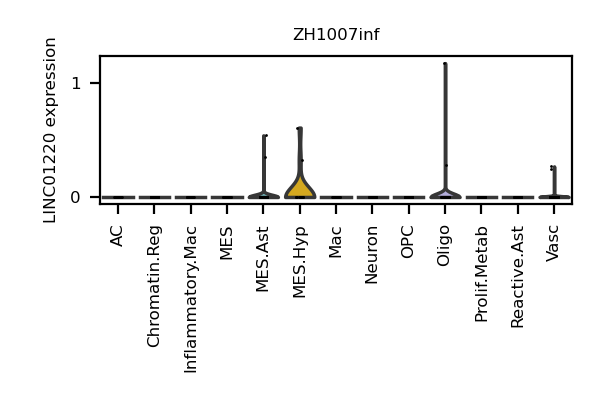 ZH1007inf
LINC01220 expression
1
0
AC
Chromatin.Reg
Inflammatory.Mac
MES
MES.Ast
MES.Hyp
Mac
Neuron
OPC
Oligo
Prolif.Metab
Reactive.Ast
Vasc